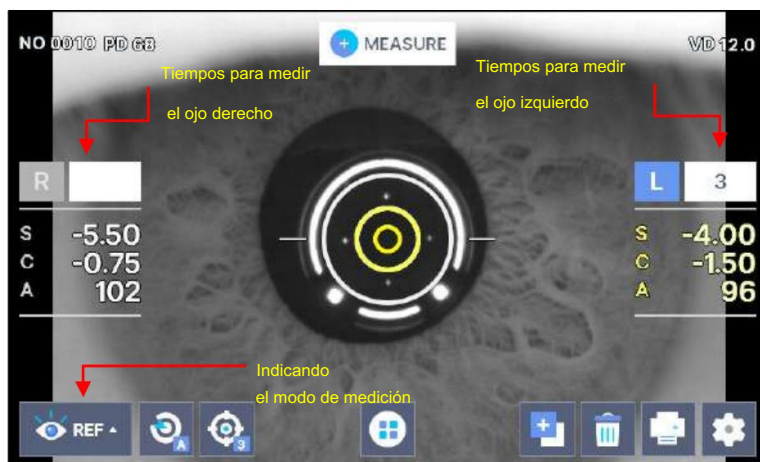 NO 0010 PD 68
MEASURE
VD 12.0
Tiempos para medir
el ojo derecho
Tiempos para medir
el ojo izquierdo
R
L 3
S -5.50
C -0.75
A 102
S -4.00
C -1.50
A 96
Indicando
el modo de medición
REF
A
3